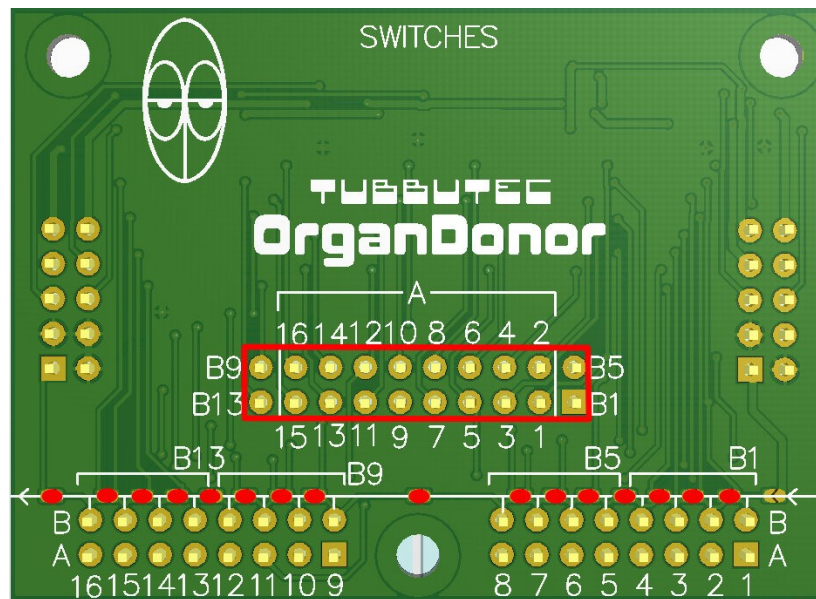 SWITCHES
TUBBUTEC
OrganDonor
A
16 14 12 10 8 6 4 2
B9 B5
B13 B1
15 13 11 9 7 5 3 1
B13 B9 B5 B1
B B
A A
16 15 14 13 12 11 10 9 8 7 6 5 4 3 2 1